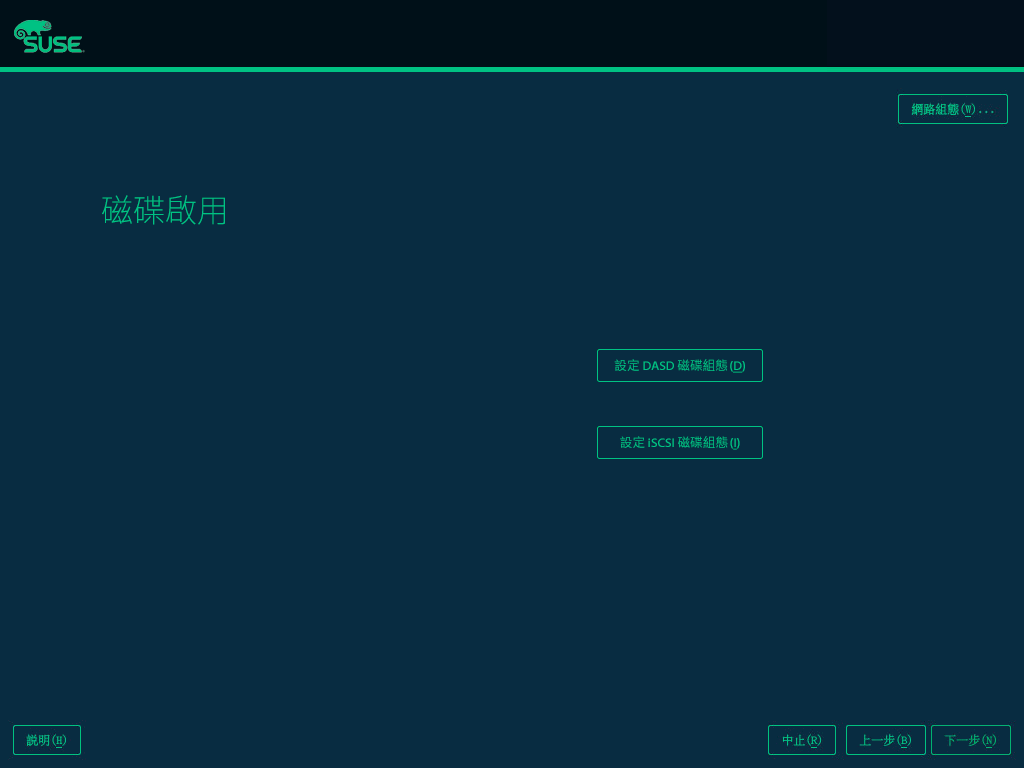 SUSE
網路組態(W)...
磁碟啟用
設定 DASD 磁碟組態(D)
設定 iSCSI 磁碟組態(I)
說明(H)
中止(R)
上一步(B)
下一步(N)